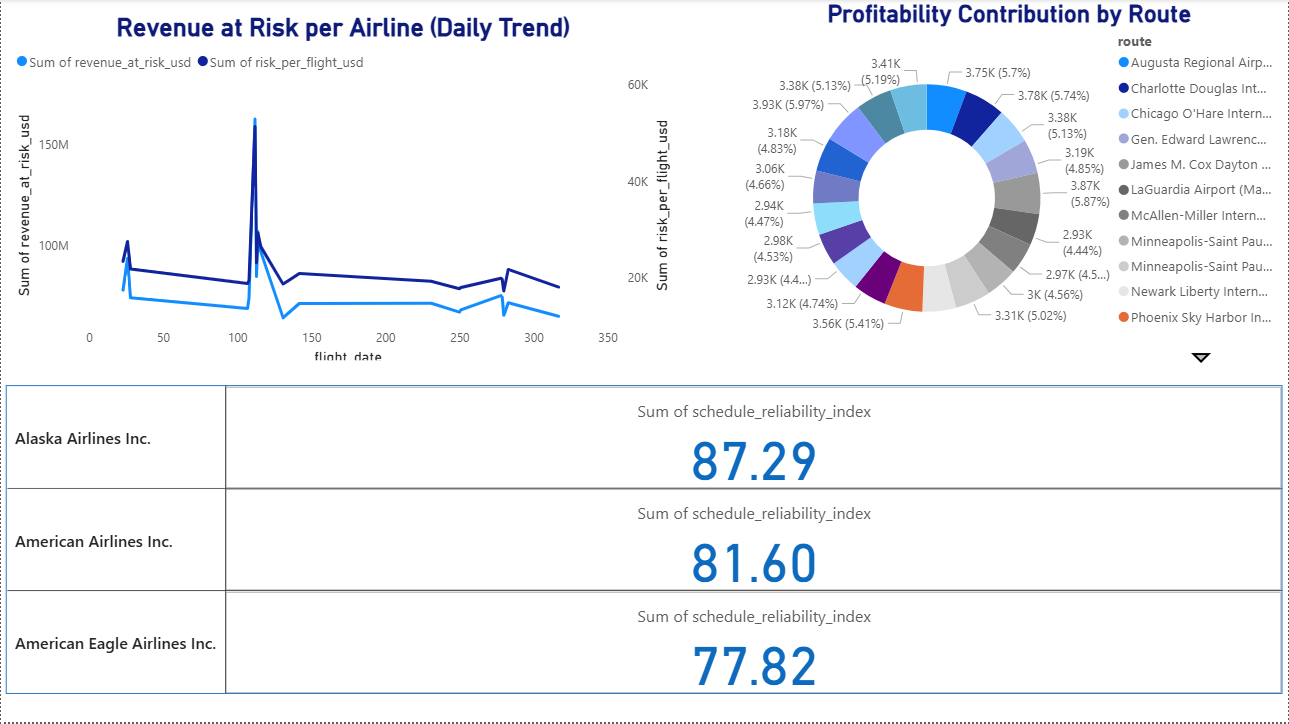 Revenue at Risk per Airline (Daily Trend)
Sum of revenue_at_risk_usd
Sum of risk_per_flight_usd
Sum of revenue_at_risk_usd
150M
100M
60K
40K
20K
Sum of risk_per_flight_usd
0
50
100
150
200
250
300
350
flight_date
Profitability Contribution by Route
3.75K (5.7%)
3.78K (5.74%)
3.38K
(5.13%)
3.19K
(4.85%)
3.87K
(5.87%)
2.93K
(4.44%)
2.97K (4.5...)
3K (4.56%)
3.31K (5.02%)
3.56K (5.41%)
3.12K (4.74%)
2.93K (4.4...)
2.98K
(4.53%)
2.94K
(4.47%)
3.06K
(4.66%)
3.18K
(4.83%)
3.93K (5.97%)
3.38K (5.13%)
3.41K
(5.19%)
route
Augusta Regional Airp...
Charlotte Douglas Int...
Chicago O'Hare Intern...
Gen. Edward Lawrenc...
James M. Cox Dayton ...
LaGuardia Airport (Ma...
McAllen-Miller Intern...
Minneapolis-Saint Pau...
Minneapolis-Saint Pau...
Newark Liberty Intern...
Phoenix Sky Harbor In...
Alaska Airlines Inc.
Sum of schedule_reliability_index
87.29
American Airlines Inc.
Sum of schedule_reliability_index
81.60
American Eagle Airlines Inc.
Sum of schedule_reliability_index
77.82